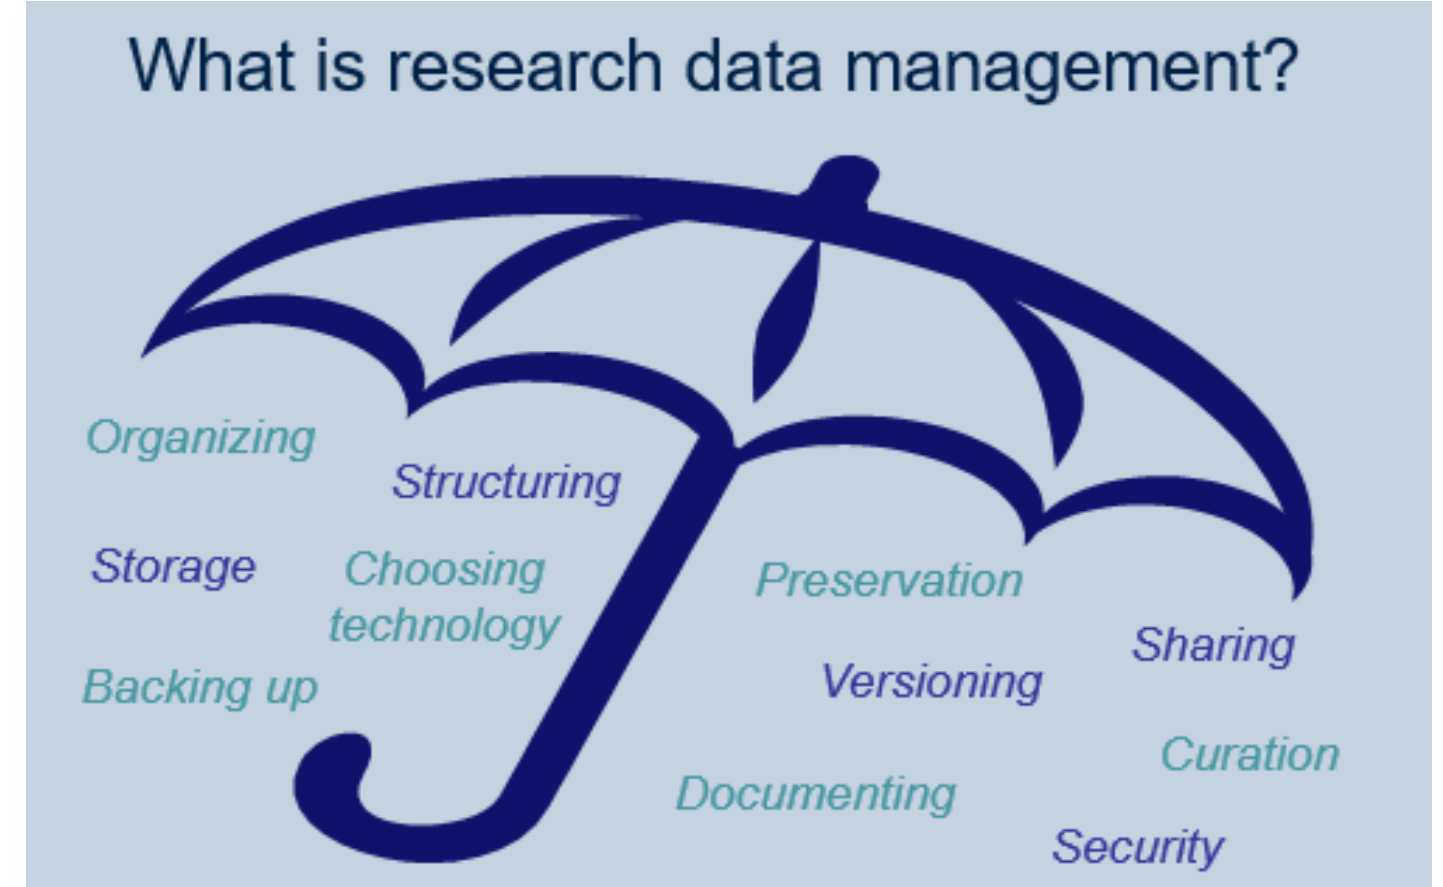 What is research data management?
Organizing
Structuring
Storage
Choosing
technology
Backing up
Preservation
Sharing
Versioning
Curation
Documenting
Security